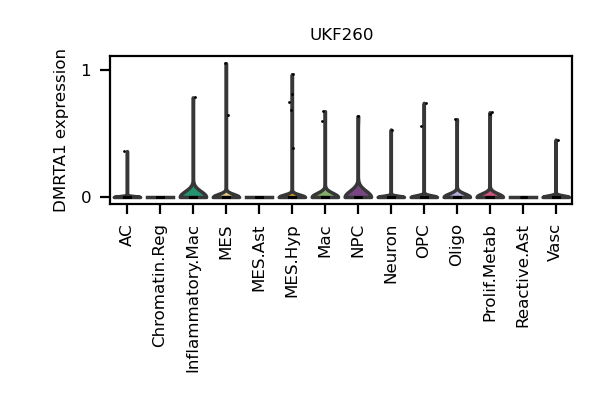 UKF260
DMRTA1 expression
1
0
AC
Chromatin.Reg
Inflammatory.Mac
MES
MES.Ast
MES.Hyp
Mac
NPC
Neuron
OPC
Oligo
Prolif.Metab
Reactive.Ast
Vasc